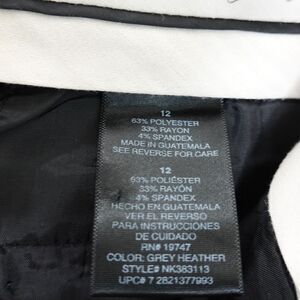 12
63% POLYESTER
33% RAYON
4% SPANDEX
MADE IN GUATEMALA
SEE REVERSE FOR CARE
12
63% POLIÉSTER
33% RAYÓN
4% SPANDEX
HECHO EN GUATEMALA
VER EL REVERSO
PARA INSTRUCCIONES
DE CUIDADO
RN# 19747
COLOR: GREY HEATHER
STYLE# NK383113
UPC# 7 2821377993